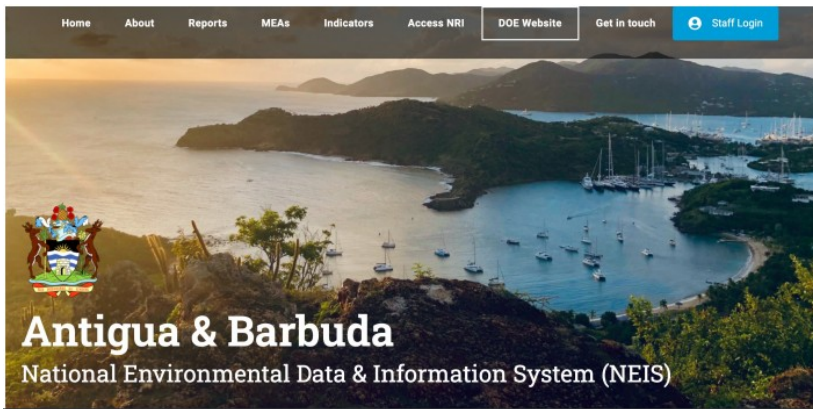 Home About Reports MEAs Indicators Access NRI DOE Website Get in touch Staff Login
Antigua & Barbuda
National Environmental Data & Information System (NEIS)